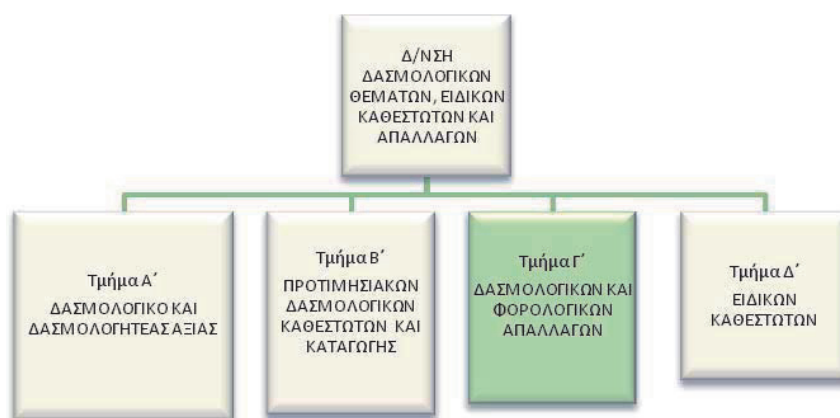 Δ/ΝΣΗ
ΔΑΣΜΟΛΟΓΙΚΩΝ
ΘΕΜΑΤΩΝ, ΕΙΔΙΚΩΝ
ΚΑΘΕΣΤΩΤΩΝ ΚΑΙ
ΑΠΑΛΛΑΓΩΝ
Τμήμα Α΄
ΔΑΣΜΟΛΟΓΙΚΟ ΚΑΙ
ΔΑΣΜΟΛΟΓΗΤΕΑΣ ΑΞΙΑΣ
Τμήμα Β΄
ΠΡΟΤΙΜΗΣΙΑΚΩΝ
ΔΑΣΜΟΛΟΓΙΚΩΝ
ΚΑΘΕΣΤΩΤΩΝ ΚΑΙ
ΚΑΤΑΓΩΓΗΣ
Τμήμα Γ΄
ΔΑΣΜΟΛΟΓΙΚΩΝ ΚΑΙ
ΦΟΡΟΛΟΓΙΚΩΝ
ΑΠΑΛΛΑΓΩΝ
Τμήμα Δ΄
ΕΙΔΙΚΩΝ
ΚΑΘΕΣΤΩΤΩΝ